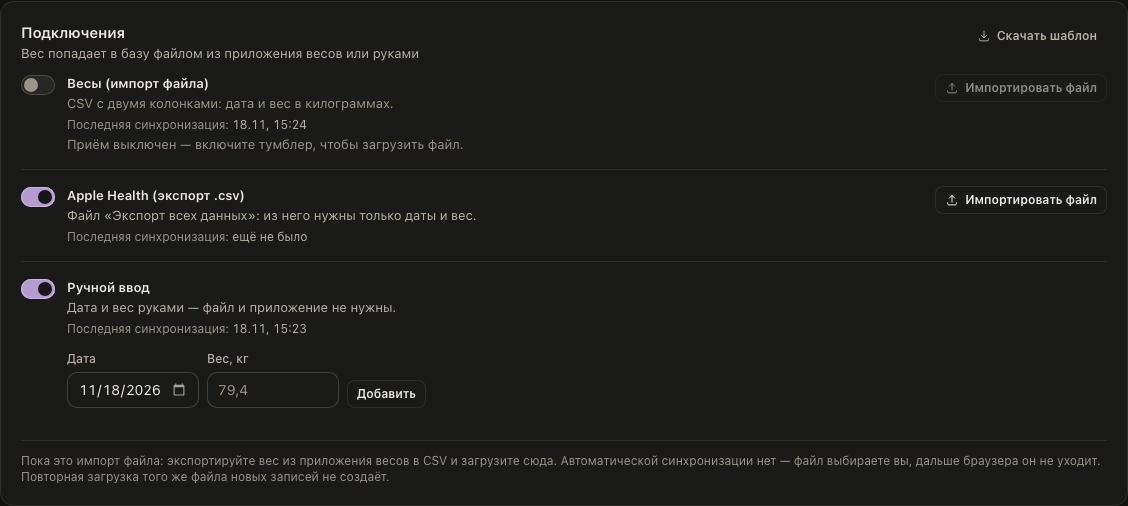 Подключения
Скачать шаблон
Вес попадает в базу файлом из приложения весов или руками
Весы (импорт файла)
Импортировать файл
CSV с двумя колонками: дата и вес в килограммах.
Последняя синхронизация: 18.11, 15:24
Приём выключен — включите тумблер, чтобы загрузить файл.
Apple Health (экспорт .csv)
Импортировать файл
Файл «Экспорт всех данных»: из него нужны только даты и вес.
Последняя синхронизация: ещё не было
Ручной ввод
Дата и вес руками — файл и приложение не нужны.
Последняя синхронизация: 18.11, 15:23
Дата Вес, кг
11/18/2026 79,4 Добавить
Пока это импорт файла: экспортируйте вес из приложения весов в CSV и загрузите сюда. Автоматической синхронизации нет — файл выбираете вы, дальше браузера он не уходит.
Повторная загрузка того же файла новых записей не создаёт.